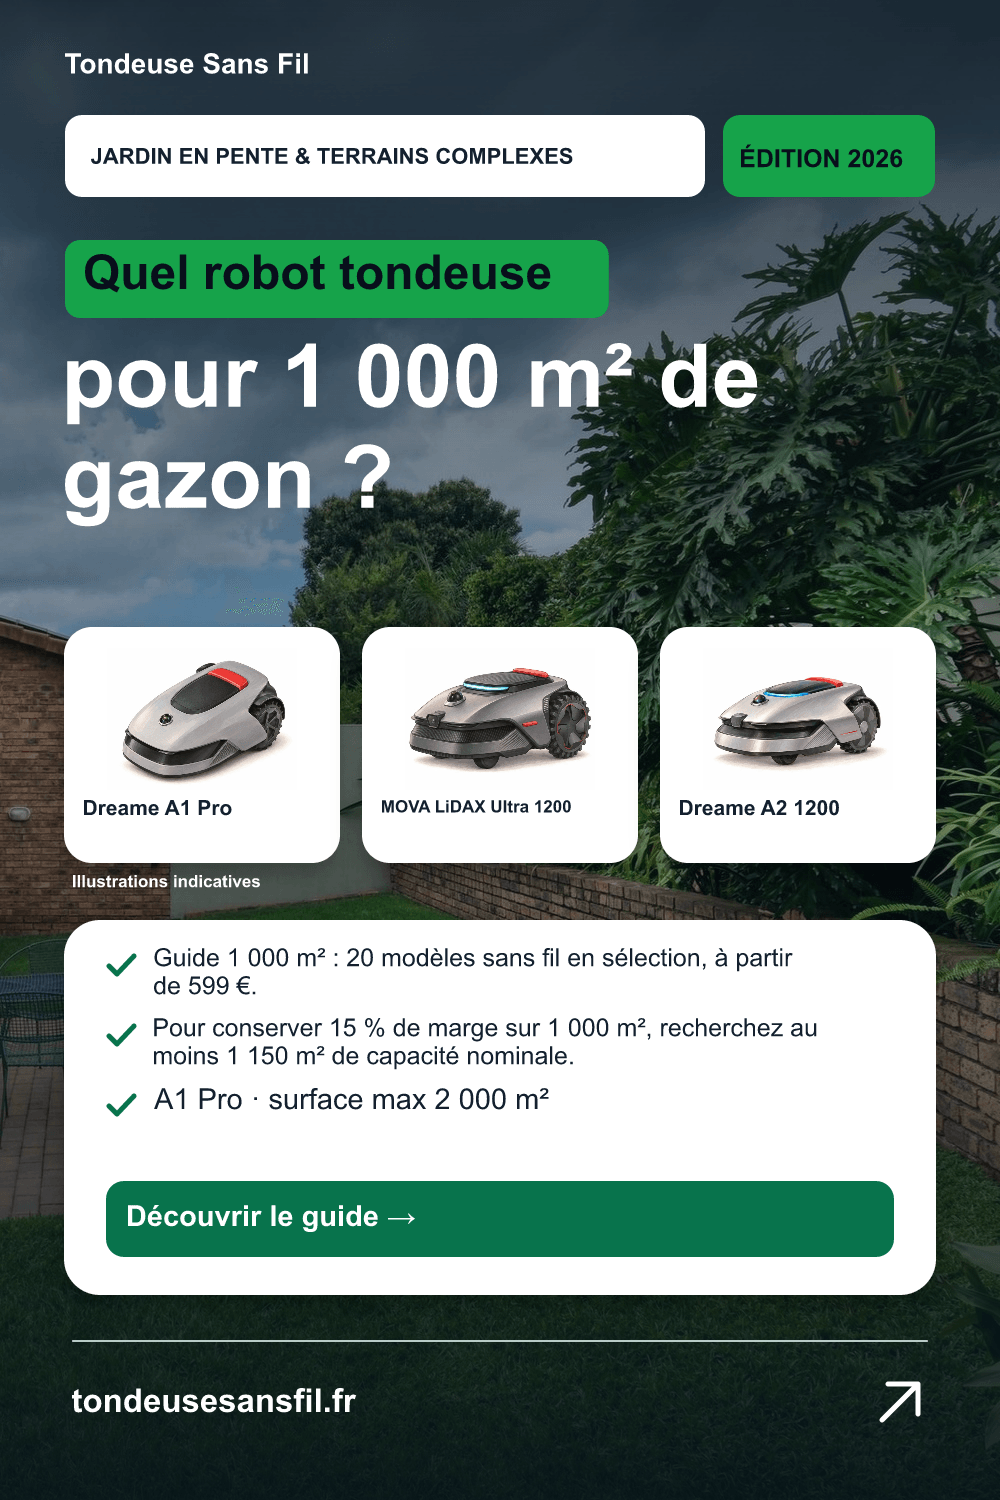 Tondeuse Sans Fil
JARDIN EN PENTE & TERRAINS COMPLEXES
ÉDITION 2026
Quel robot tondeuse
pour 1 000 m² de
gazon ?
Dreame A1 Pro
MOVA LiDAX Ultra 1200
Dreame A2 1200
Illustrations indicatives
Guide 1 000 m² : 20 modèles sans fil en sélection, à partir
de 599 €.
Pour conserver 15 % de marge sur 1 000 m², recherchez au
moins 1 150 m² de capacité nominale.
A1 Pro · surface max 2 000 m²
Découvrir le guide →
tondeusesansfil.fr